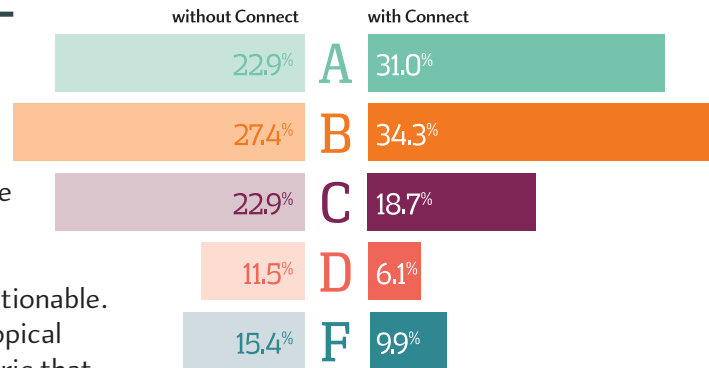 without Connect with Connect
22.9% A 31.0%
27.4% B 34.3%
e
22.9% C 18.7%
11.5% D 6.1%
tionable.
opical
15.4% F 9.9%